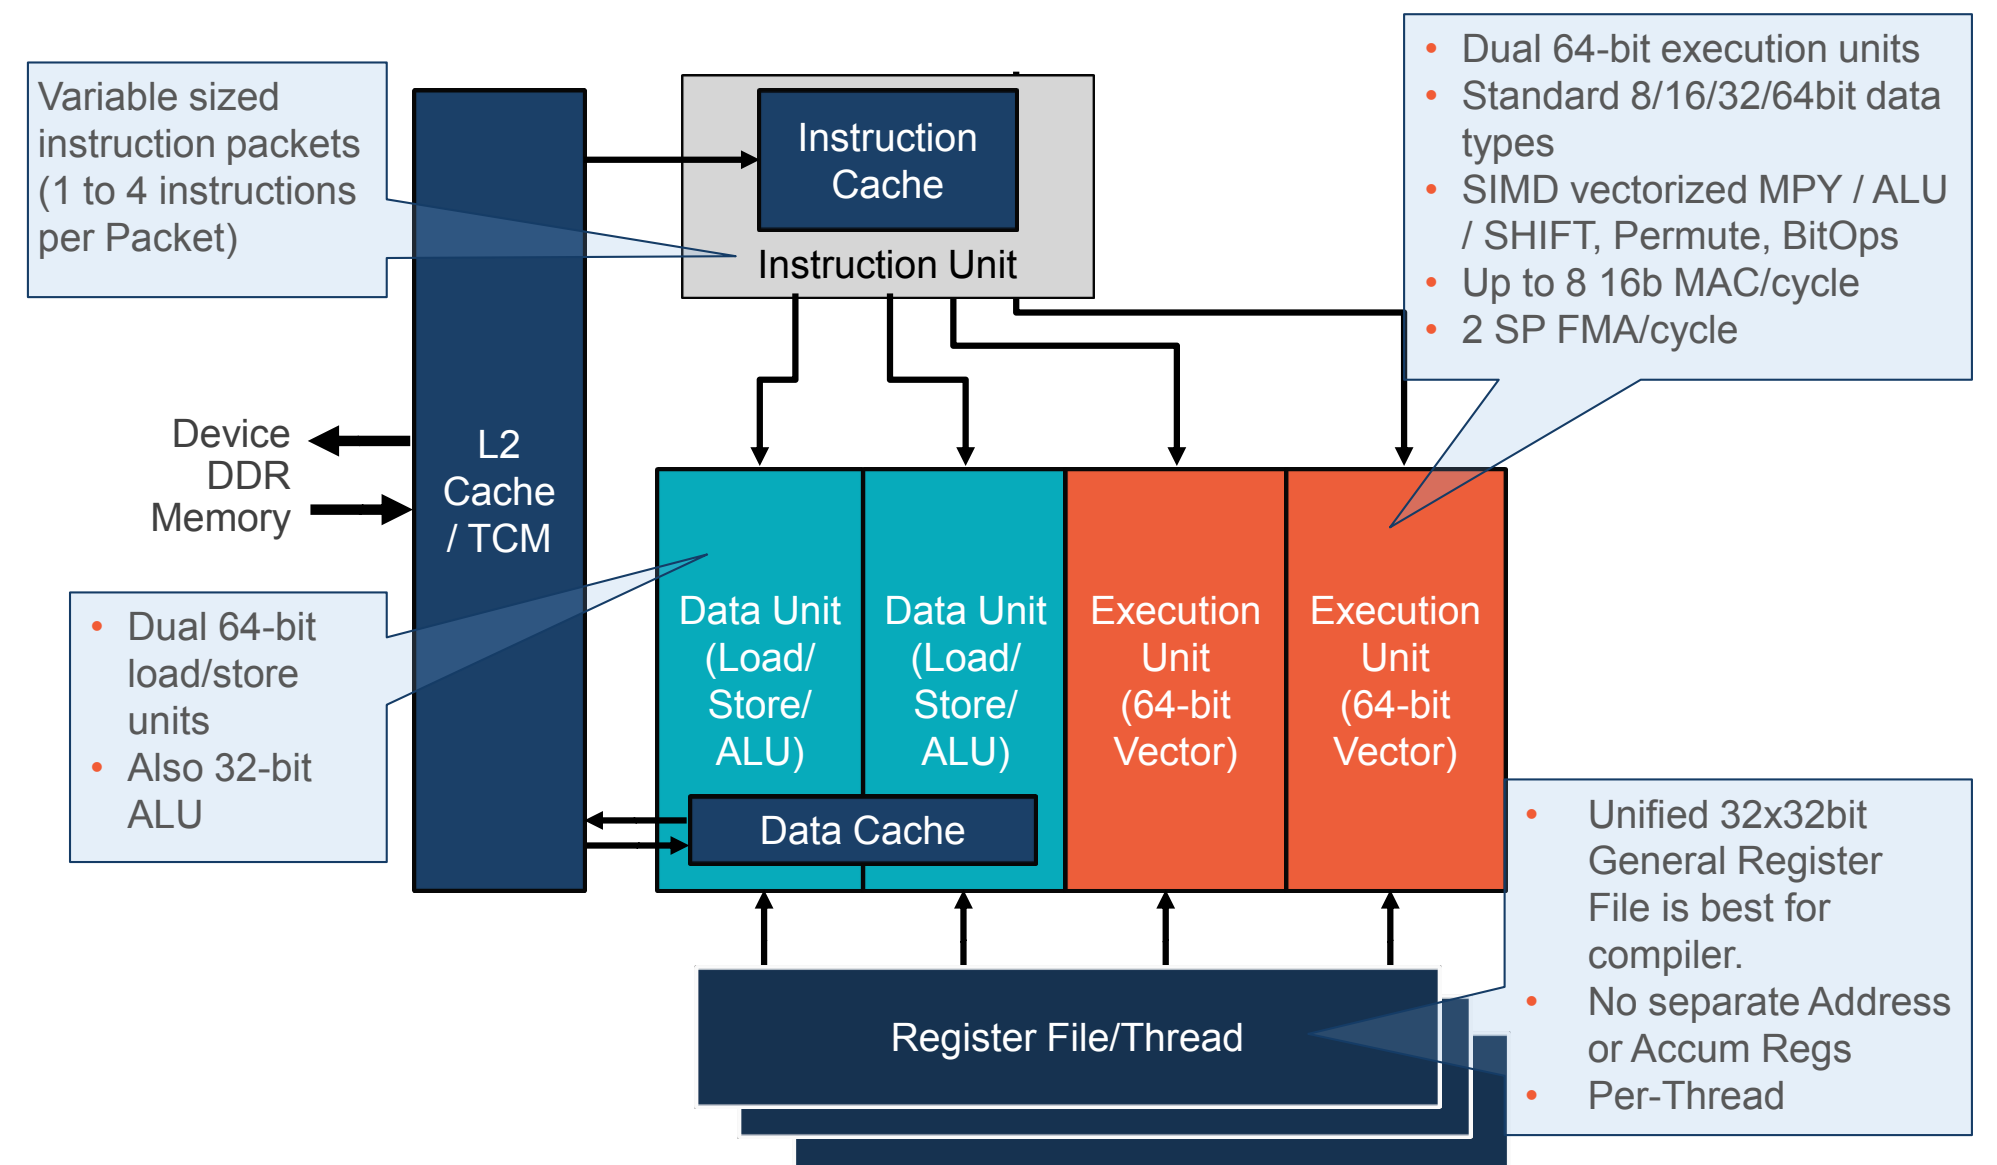 Variable sized
instruction packets
(1 to 4 instructions
per Packet)
Instruction
Cache
Instruction Unit
• Dual 64-bit execution units
• Standard 8/16/32/64bit data
types
• SIMD vectorized MPY / ALU
/ SHIFT, Permute, BitOps
• Up to 8 16b MAC/cycle
• 2 SP FMA/cycle
Device
DDR
Memory
L2
Cache
/ TCM
• Dual 64-bit
load/store
units
• Also 32-bit
ALU
Data Unit
(Load/
Store/
ALU)
Data Unit
(Load/
Store/
ALU)
Execution
Unit
(64-bit
Vector)
Execution
Unit
(64-bit
Vector)
Data Cache
• Unified 32x32bit
General Register
File is best for
compiler.
• No separate Address
or Accum Regs
• Per-Thread
Register File/Thread